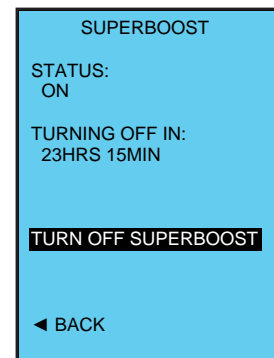 SUPERBOOST
STATUS:
ON
TURNING OFF IN:
23HRS 15MIN
TURN OFF SUPERBOOST
◄ BACK